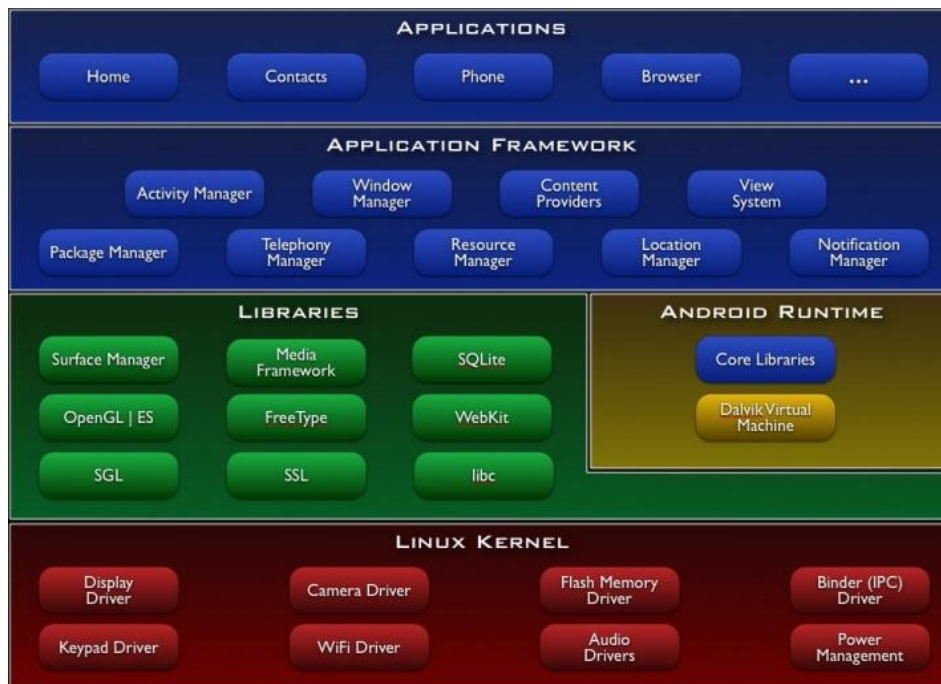 APPLICATIONS
Home
Contacts
Phone
Browser
...
APPLICATION FRAMEWORK
Activity Manager
Window
Manager
Content
Providers
View
System
Package Manager
Telephony
Manager
Resource
Manager
Location
Manager
Notification
Manager
LIBRARIES
Surface Manager
Media
Framework
SQLite
OpenGL | ES
FreeType
WebKit
SGL
SSL
libc
ANDROID RUNTIME
Core Libraries
Dalvik Virtual
Machine
LINUX KERNEL
Display
Driver
Camera Driver
Flash Memory
Driver
Binder (IPC)
Driver
Keypad Driver
WiFi Driver
Audio
Drivers
Power
Management